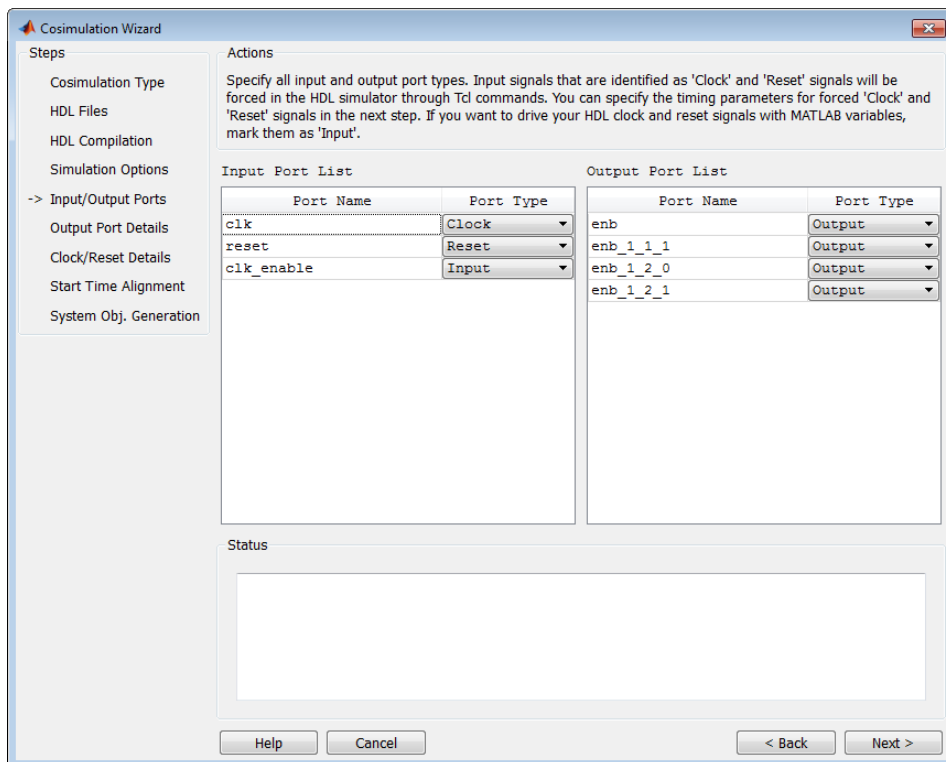 Cosimulation Wizard
Steps
Cosimulation Type
HDL Files
HDL Compilation
Simulation Options
-> Input/Output Ports
Output Port Details
Clock/Reset Details
Start Time Alignment
System Obj. Generation
Actions
Specify all input and output port types. Input signals that are identified as 'Clock' and 'Reset' signals will be
forced in the HDL simulator through Tcl commands. You can specify the timing parameters for forced 'Clock' and
'Reset' signals in the next step. If you want to drive your HDL clock and reset signals with MATLAB variables,
mark them as 'Input'.
Input Port List
Port Name Port Type
clk Clock
reset Reset
clk_enable Input
Output Port List
Port Name Port Type
enb Output
enb_1_1_1 Output
enb_1_2_0 Output
enb_1_2_1 Output
Status
Help Cancel < Back Next >